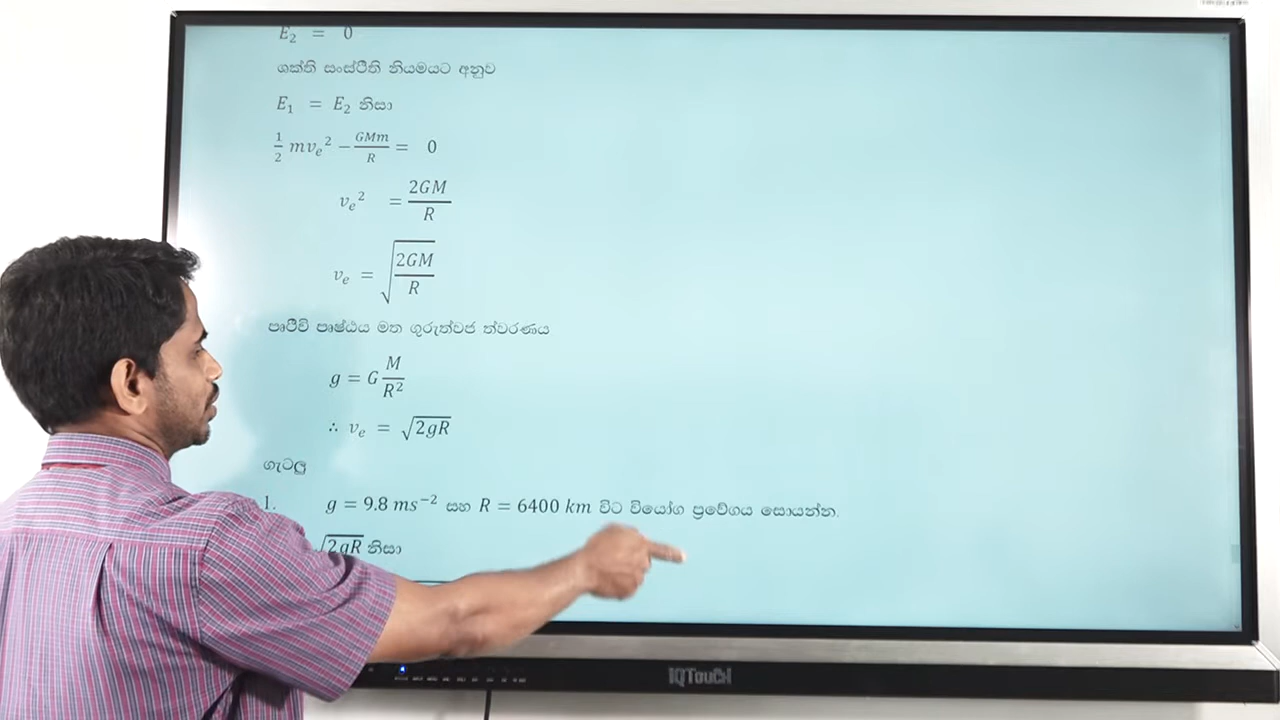 E₂ = 0
ශක්ති සංස්ථිති නියමයට අනුව
E₁ = E₂ නිසා
½ mvₑ² − GMm/R = 0
vₑ² = 2GM/R
vₑ = √(2GM/R)
පෘථිවි පෘෂ්ඨය මත ගුරුත්වජ ත්වරණය
g = G M/R²
∴ vₑ = √(2gR)
ගැටලු
1. g = 9.8 ms⁻² සහ R = 6400 km විට වියෝග ප්‍රවේගය සොයන්න.
√(2gR) නිසා
IQTouch